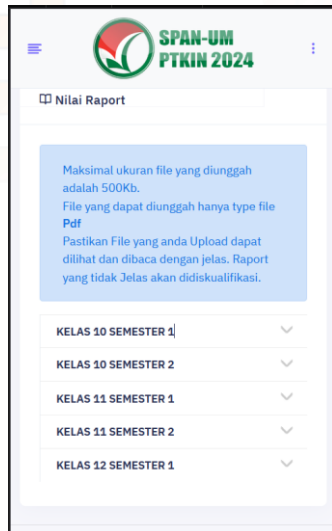 SPAN-UM
PTKIN 2024
Nilai Raport
Maksimal ukuran file yang diunggah
adalah 500Kb.
File yang dapat diunggah hanya type file
Pdf
Pastikan File yang anda Upload dapat
dilihat dan dibaca dengan jelas. Raport
yang tidak Jelas akan didiskualifikasi.
KELAS 10 SEMESTER 1
KELAS 10 SEMESTER 2
KELAS 11 SEMESTER 1
KELAS 11 SEMESTER 2
KELAS 12 SEMESTER 1